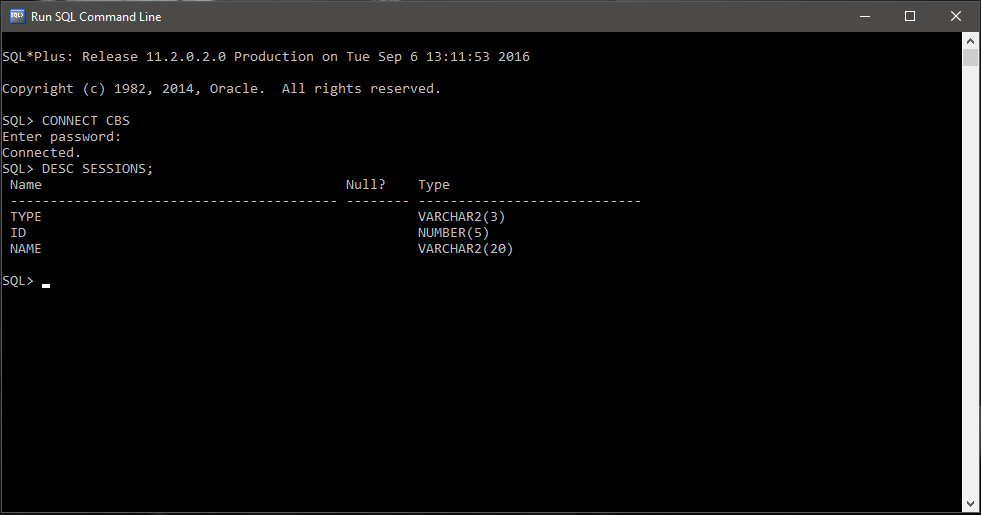 Run SQL Command Line
SQL*Plus: Release 11.2.0.2.0 Production on Tue Sep 6 13:11:53 2016
Copyright (c) 1982, 2014, Oracle.  All rights reserved.
SQL> CONNECT CBS
Enter password:
Connected.
SQL> DESC SESSIONS;
 Name                                      Null?    Type
 ----------------------------------------- -------- ----------------------------
 TYPE                                               VARCHAR2(3)
 ID                                                 NUMBER(5)
 NAME                                               VARCHAR2(20)
SQL>